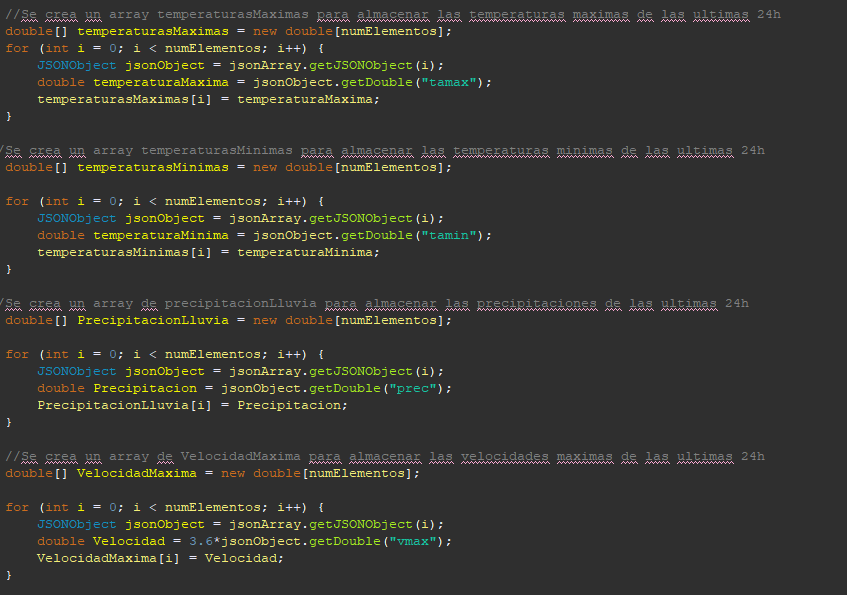 //Se crea un array temperaturasMaximas para almacenar las temperaturas maximas de las ultimas 24h
double[] temperaturasMaximas = new double[numElementos];
for (int i = 0; i < numElementos; i++) {
    JSONObject jsonObject = jsonArray.getJSONObject(i);
    double temperaturaMaxima = jsonObject.getDouble("tamax");
    temperaturasMaximas[i] = temperaturaMaxima;
}
/Se crea un array temperaturasMinimas para almacenar las temperaturas minimas de las ultimas 24h
double[] temperaturasMinimas = new double[numElementos];
for (int i = 0; i < numElementos; i++) {
    JSONObject jsonObject = jsonArray.getJSONObject(i);
    double temperaturaMinima = jsonObject.getDouble("tamin");
    temperaturasMinimas[i] = temperaturaMinima;
}
/Se crea un array de precipitacionLluvia para almacenar las precipitaciones de las ultimas 24h
double[] PrecipitacionLluvia = new double[numElementos];
for (int i = 0; i < numElementos; i++) {
    JSONObject jsonObject = jsonArray.getJSONObject(i);
    double Precipitacion = jsonObject.getDouble("prec");
    PrecipitacionLluvia[i] = Precipitacion;
}
//Se crea un array de VelocidadMaxima para almacenar las velocidades maximas de las ultimas 24h
double[] VelocidadMaxima = new double[numElementos];
for (int i = 0; i < numElementos; i++) {
    JSONObject jsonObject = jsonArray.getJSONObject(i);
    double Velocidad = 3.6*jsonObject.getDouble("vmax");
    VelocidadMaxima[i] = Velocidad;
}